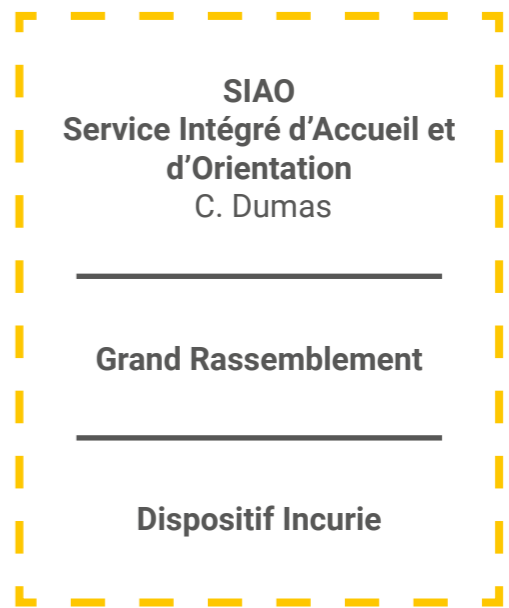 SIAO
Service Intégré d’Accueil et
d’Orientation
C. Dumas
Grand Rassemblement
Dispositif Incurie